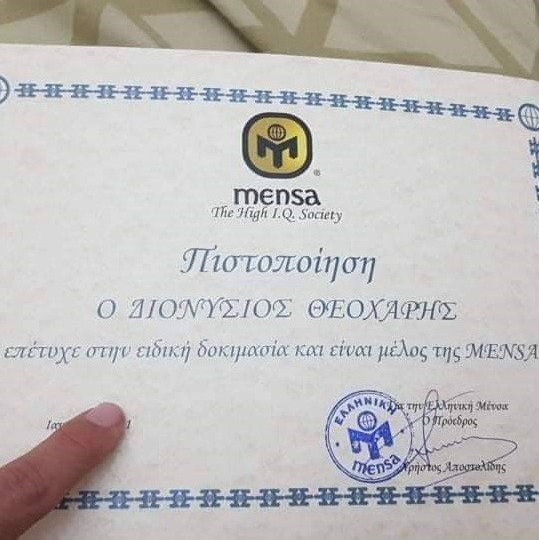 mensa
The High I.Q. Society
Πιστοποίηση
Ο ΔΙΟΝΥΣΙΟΣ ΘΕΟΧΑΡΗΣ
επέτυχε στην ειδική δοκιμασία και είναι μέλος της MENSA
Για την Ελληνική Μένσα
Ο Πρόεδρος
ΕΛΛΗΝΙΚΗ
mensa
Χρήστος Αποστολίδης